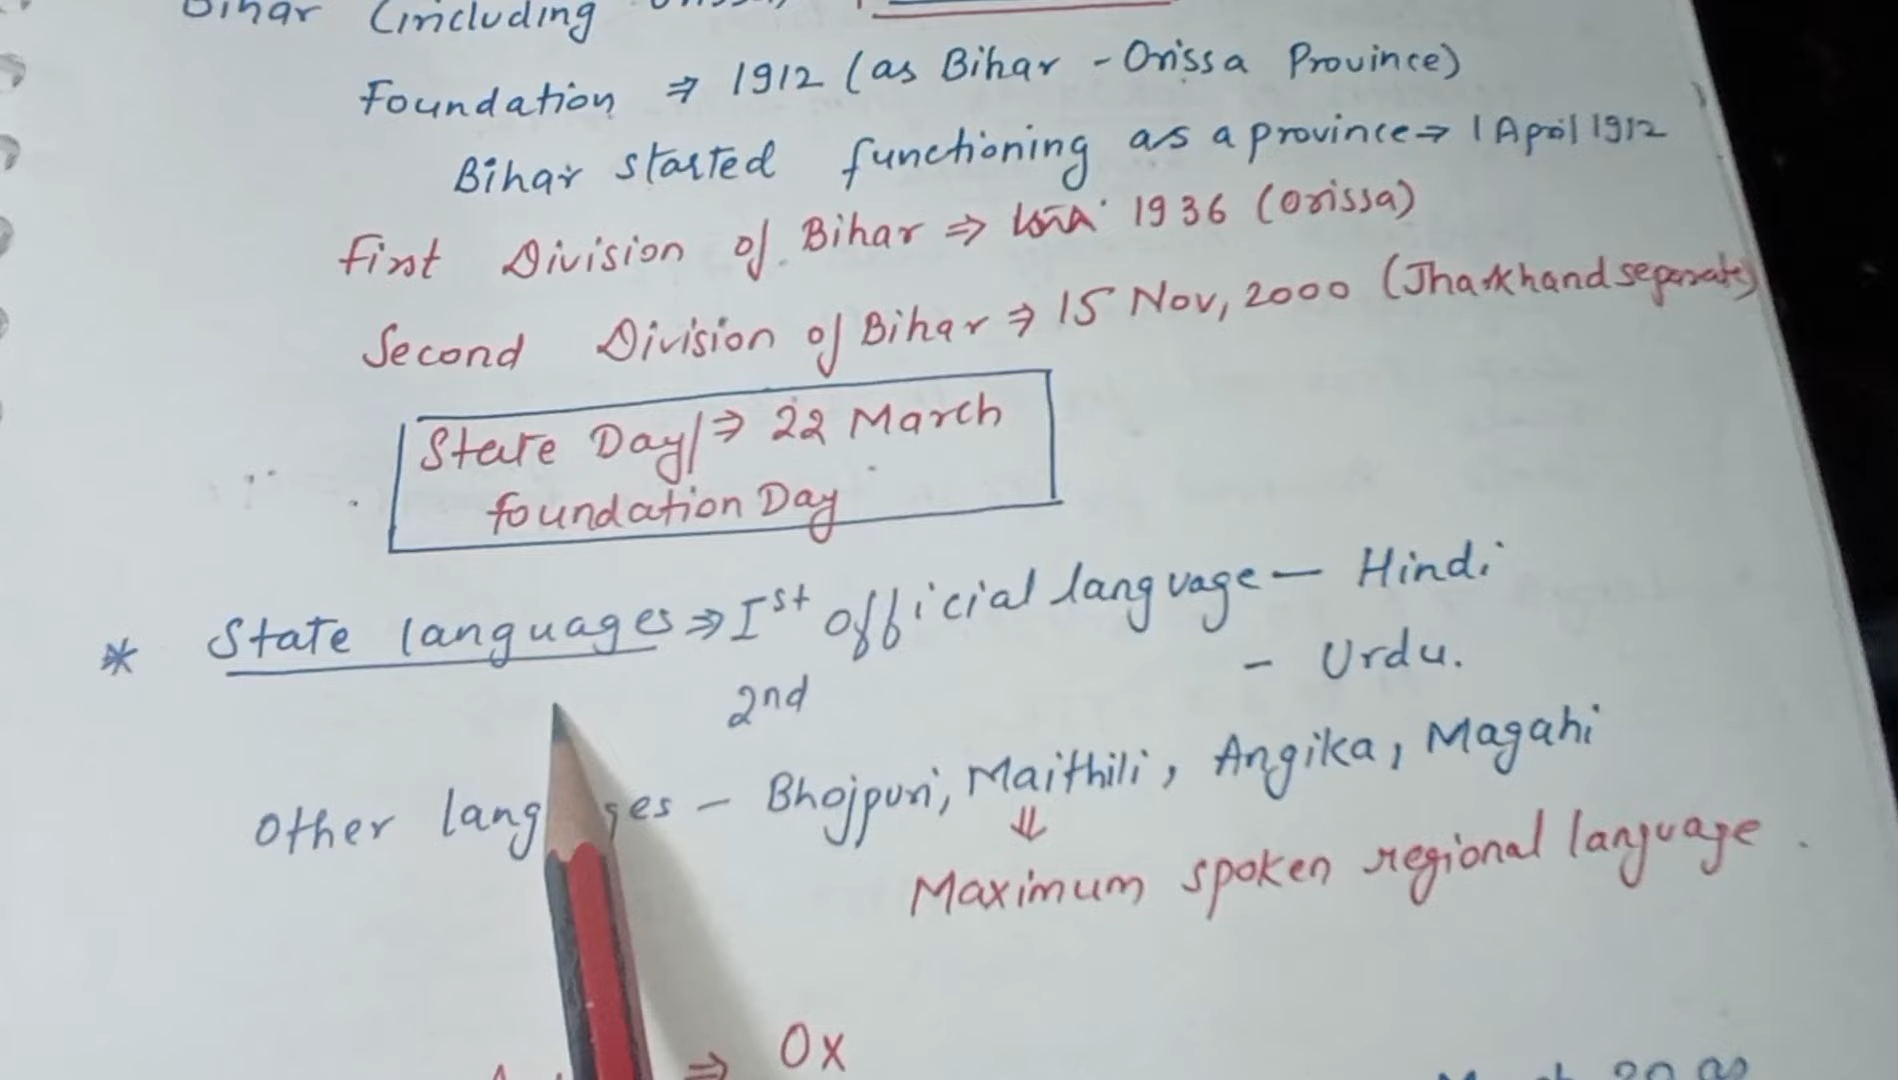 Bihar (including
Foundation ⇒ 1912 (as Bihar - Orissa Province)
Bihar started functioning as a province ⇒ 1 April 1912
First Division of Bihar ⇒ 1936 (Orissa)
Second Division of Bihar ⇒ 15 Nov, 2000 (Jharkhand separate)
State Day/ ⇒ 22 March
foundation Day
* State languages ⇒ Ist official language — Hindi
2nd - Urdu.
Other languages - Bhojpuri, Maithili, Angika, Magahi
⇓
Maximum spoken regional language.
⇒ Ox